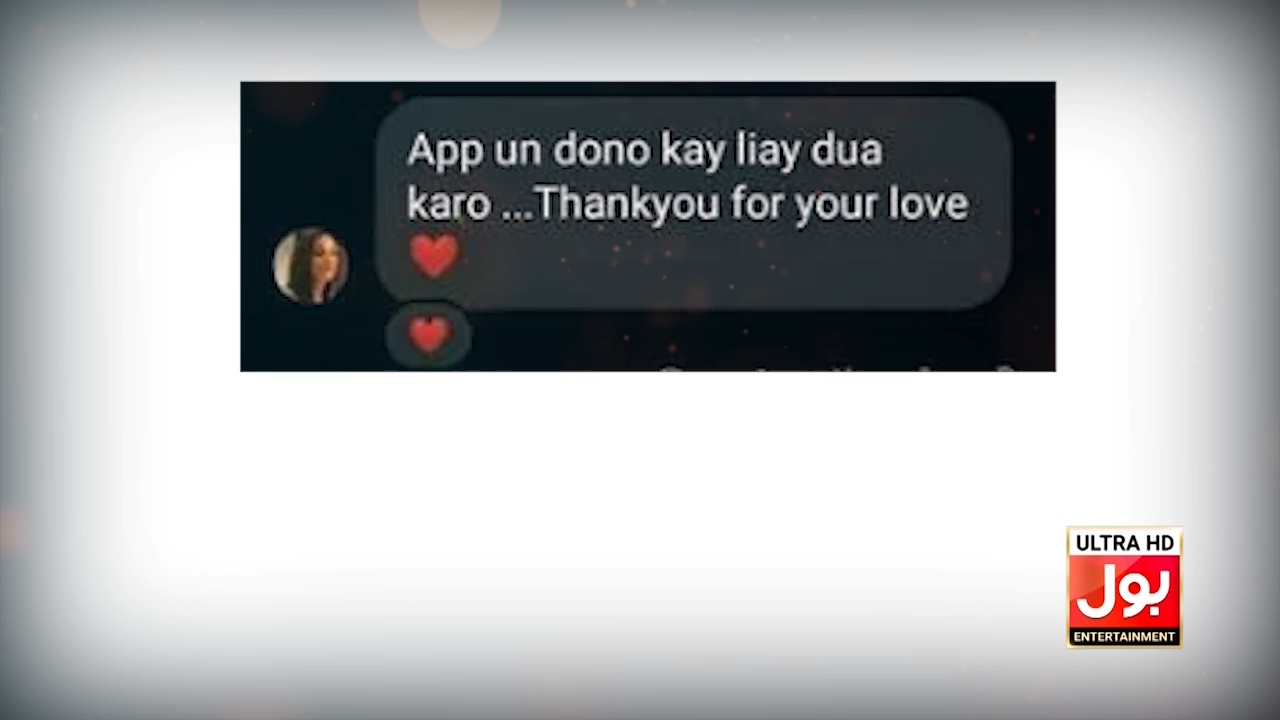 App un dono kay liay dua
karo ...Thankyou for your love
❤️
❤️
ULTRA HD
بول
ENTERTAINMENT